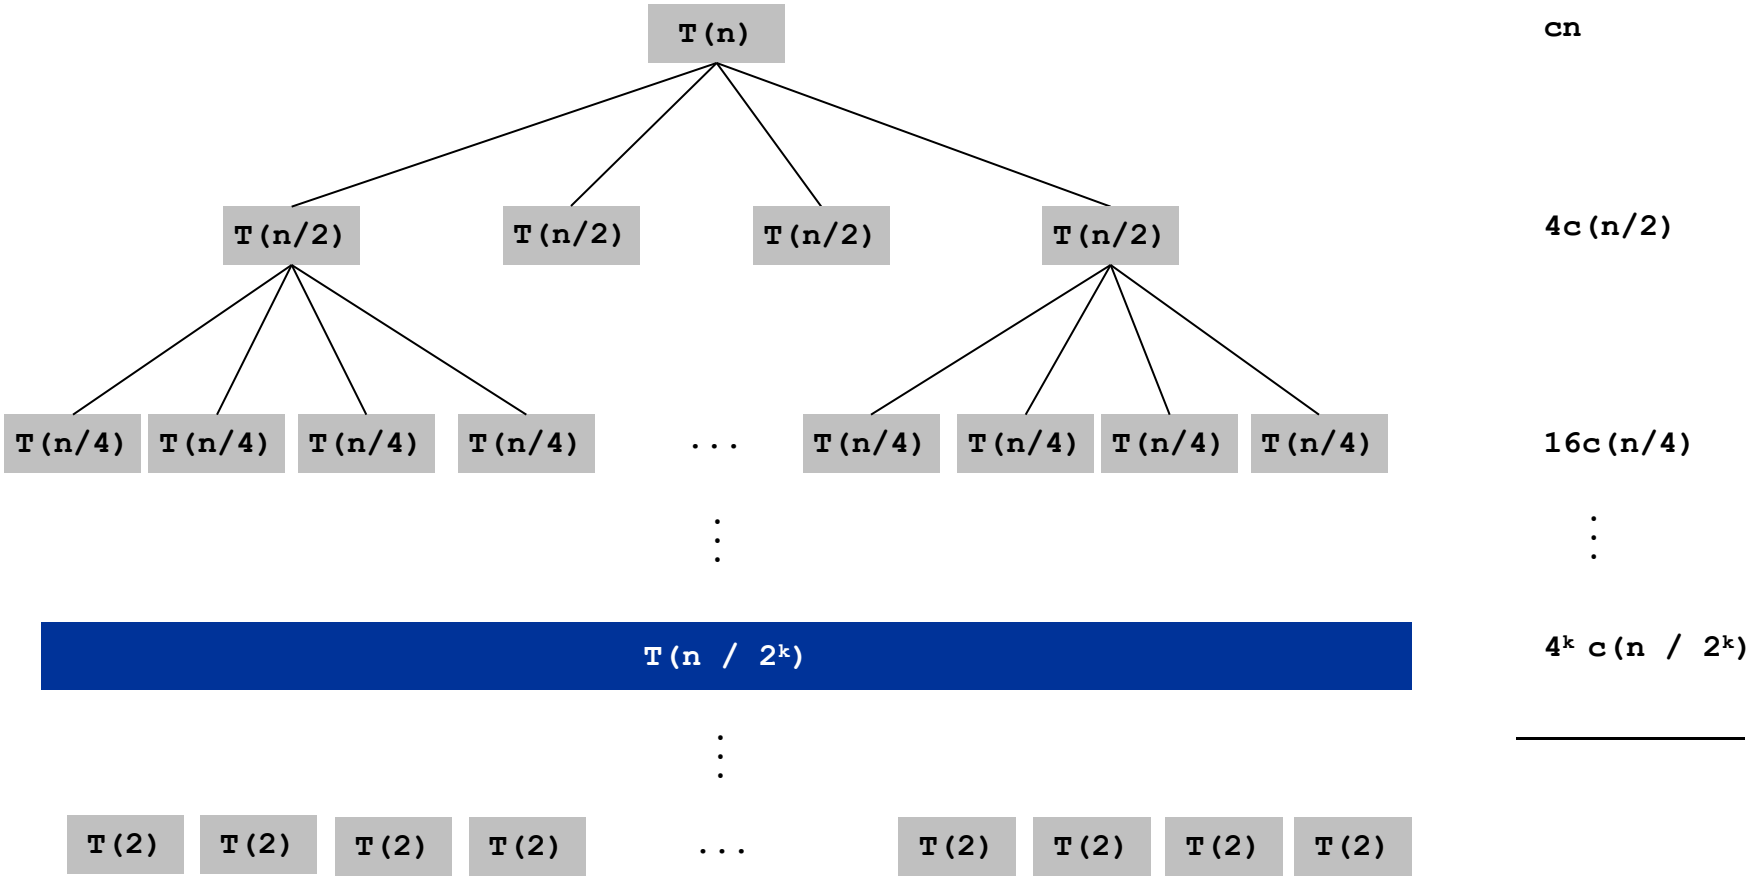 T(n) cn
T(n/2) T(n/2) T(n/2) T(n/2) 4c(n/2)
T(n/4) T(n/4) T(n/4) T(n/4) ... T(n/4) T(n/4) T(n/4) T(n/4) 16c(n/4)
T(n / 2ᵏ) 4ᵏ c(n / 2ᵏ)
T(2) T(2) T(2) T(2) ... T(2) T(2) T(2) T(2)